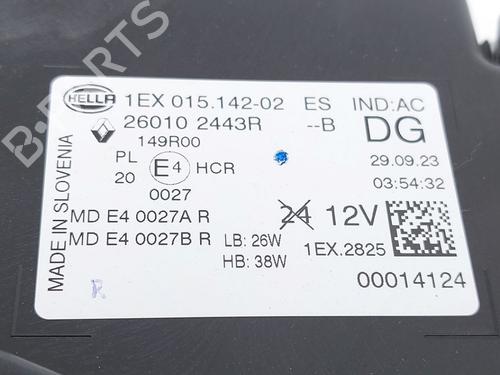 HELLA 1EX 015.142-02 ES IND:AC
26010 2443R --B DG
149R00
PL E4 HCR 29.09.23
20 03:54:32
0027
MD E4 0027A R 24 12V
MD E4 0027B R LB: 26W 1EX.2825
HB: 38W
R 00014124
MADE IN SLOVENIA
B-PARTS